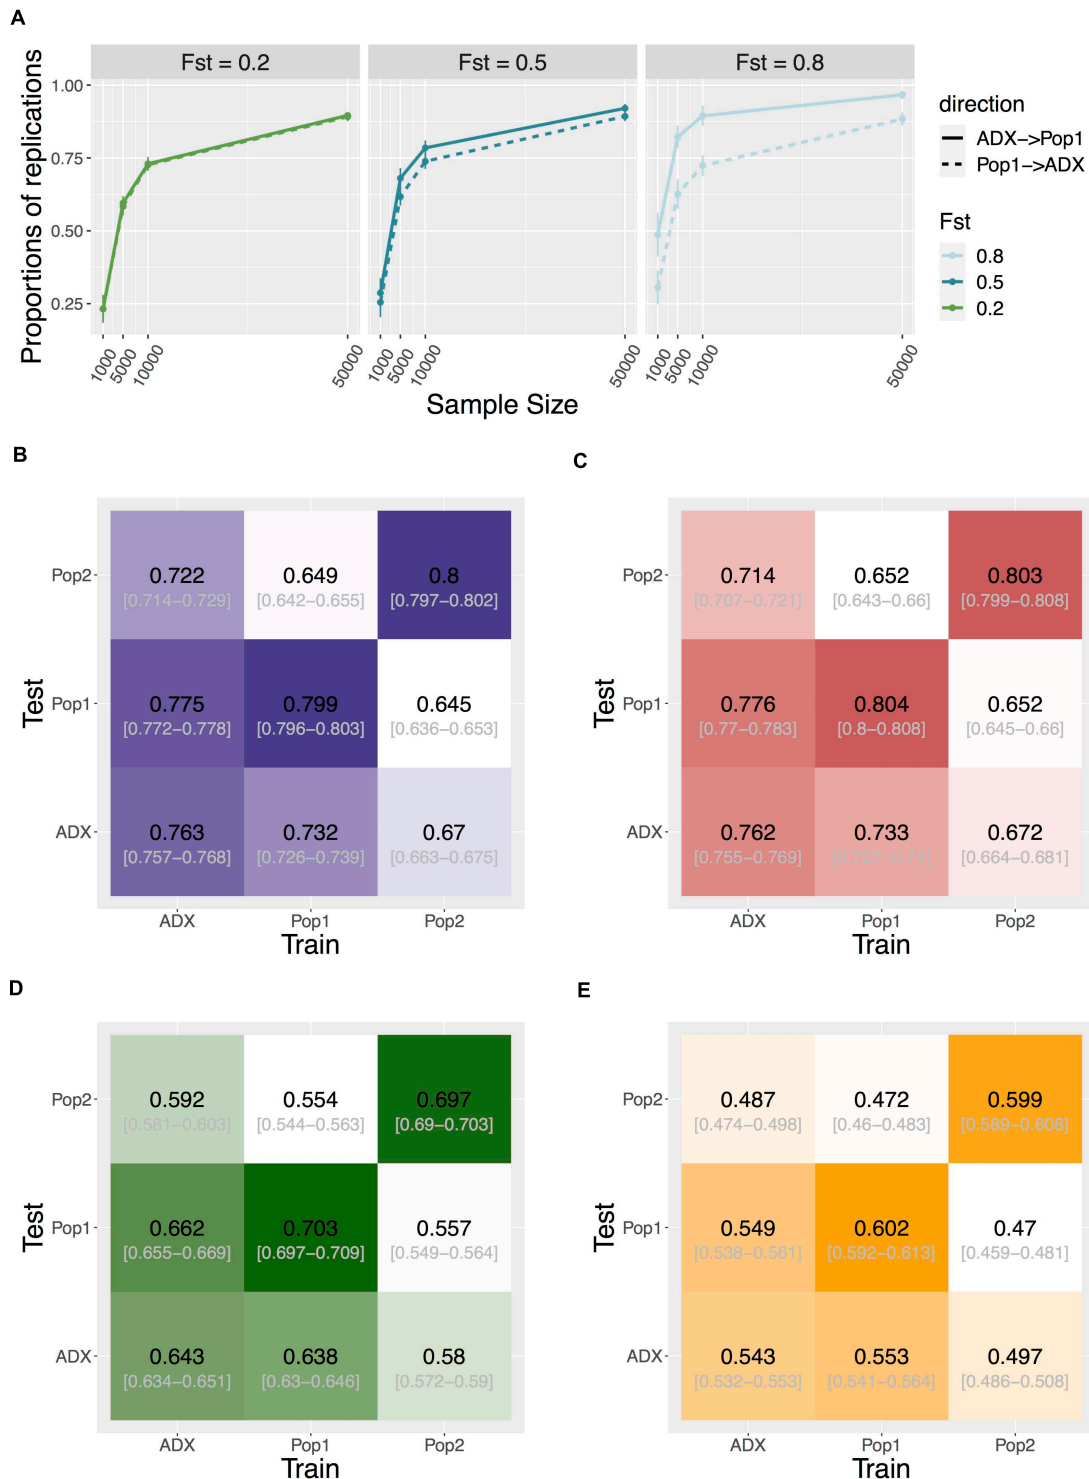 A
Fst = 0.2
Fst = 0.5
Fst = 0.8
Proportions of replications
1.00
0.75
0.50
0.25
1000
5000
10000
50000
1000
5000
10000
50000
1000
5000
10000
50000
Sample Size
direction
ADX->Pop1
Pop1->ADX
Fst
0.8
0.5
0.2
B
Test
Pop2
0.722
0.649
0.8
[0.714–0.729]
[0.642–0.655]
[0.797–0.802]
Pop1
0.775
0.799
0.645
[0.772–0.778]
[0.796–0.803]
[0.636–0.653]
ADX
0.763
0.732
0.67
[0.757–0.768]
[0.726–0.739]
[0.663–0.675]
ADX
Pop1
Pop2
Train
C
Test
Pop2
0.714
0.652
0.803
[0.707–0.721]
[0.643–0.66]
[0.799–0.808]
Pop1
0.776
0.804
0.652
[0.77–0.783]
[0.8–0.808]
[0.645–0.66]
ADX
0.762
0.733
0.672
[0.755–0.769]
[0.664–0.681]
ADX
Pop1
Pop2
Train
D
Test
Pop2
0.592
0.554
0.697
[0.581–0.603]
[0.544–0.563]
[0.69–0.703]
Pop1
0.662
0.703
0.557
[0.655–0.669]
[0.697–0.709]
[0.549–0.564]
ADX
0.643
0.638
0.58
[0.634–0.651]
[0.63–0.646]
[0.572–0.59]
ADX
Pop1
Pop2
Train
E
Test
Pop2
0.487
0.472
0.599
[0.474–0.498]
[0.46–0.483]
[0.589–0.608]
Pop1
0.549
0.602
0.47
[0.538–0.561]
[0.592–0.613]
[0.459–0.481]
ADX
0.543
0.553
0.497
[0.532–0.553]
[0.541–0.564]
[0.486–0.508]
ADX
Pop1
Pop2
Train